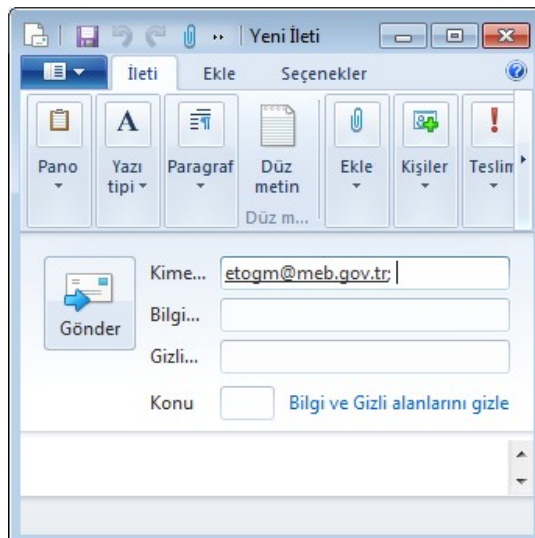 Yeni İleti
İleti Ekle Seçenekler
Pano Yazı tipi Paragraf Düz metin Ekle Kişiler Teslim
Düz m...
Kime... etogm@meb.gov.tr;
Gönder
Bilgi...
Gizli...
Konu Bilgi ve Gizli alanlarını gizle